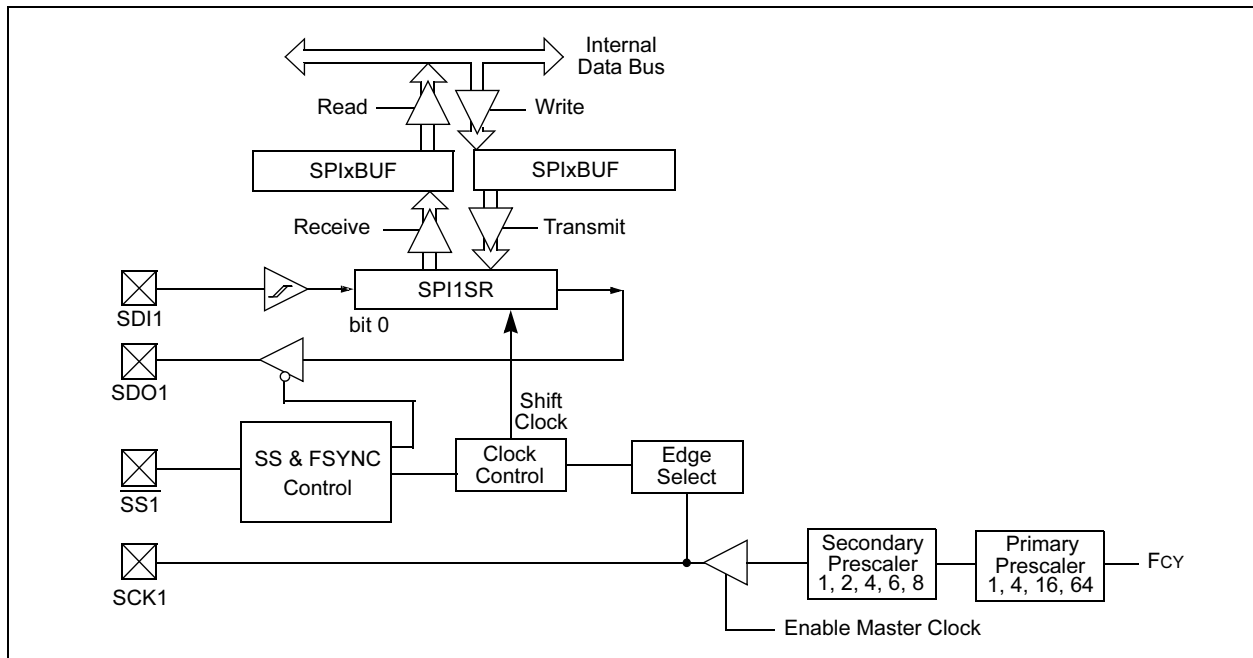 Internal
Data Bus
Read
Write
SPIxBUF
SPIxBUF
Receive
Transmit
SDI1
SPI1SR
bit 0
SDO1
Shift
Clock
SS1
SS & FSYNC
Control
Clock
Control
Edge
Select
SCK1
Secondary
Prescaler
1, 2, 4, 6, 8
Primary
Prescaler
1, 4, 16, 64
FCY
Enable Master Clock